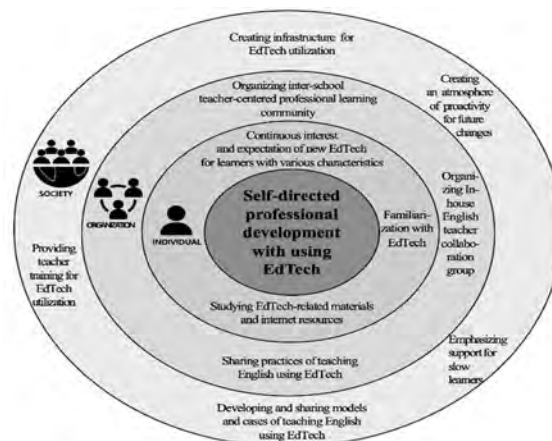 Creating infrastructure for
EdTech utilization
Creating
an atmosphere
of proactivity
for future
changes
Organizing inter-school
teacher-centered professional learning
community
Continuous interest
and expectation of new EdTech
for learners with various characteristics
SOCIETY
ORGANIZATION
INDIVIDUAL
Self-directed
professional
development
with using
EdTech
Familiari-
zation with
EdTech
Organi-
zing In-
house
English
teacher
collabo-
ration
group
Providing
teacher
training for
EdTech
utilization
Studying EdTech-related materials
and internet resources
Sharing practices of teaching
English using EdTech
Emphasizing
support for
slow
learners
Developing and sharing models
and cases of teaching English
using EdTech